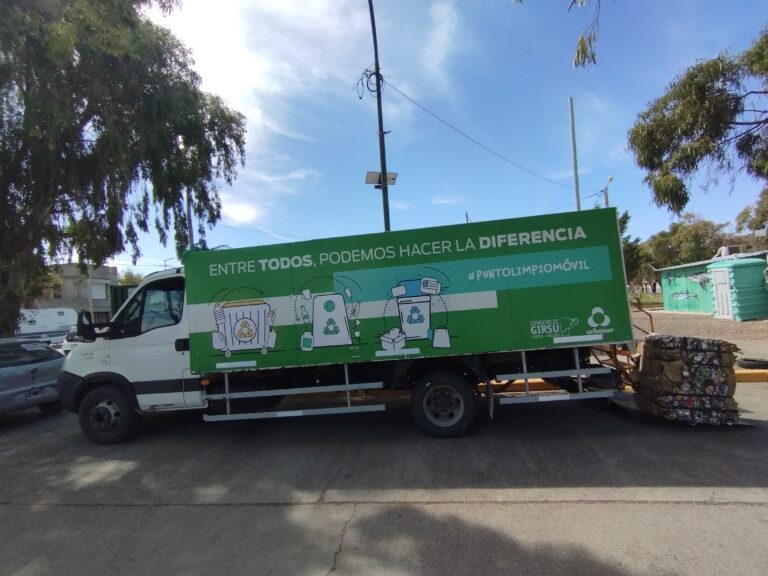 ENTRE TODOS, PODEMOS HACER LA DIFERENCIA
#PUNTOLIMPIOMÓVIL
CONSORCIO
GIRSU
urbaser